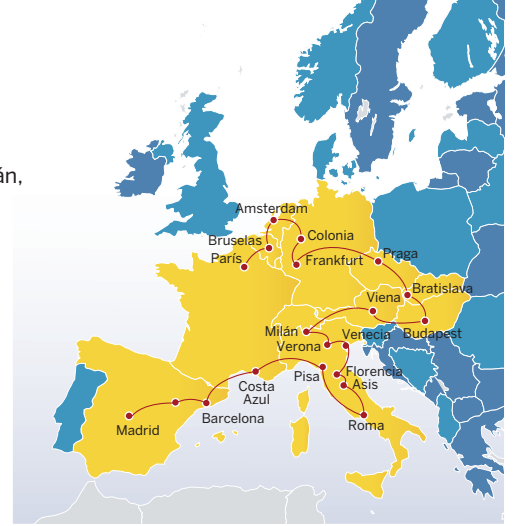 án,
Amsterdam
Bruselas
Colonia
París
Frankfurt
Praga
Bratislava
Viena
Milán
Venecia
Budapest
Verona
Florencia
Pisa
Asis
Costa
Azul
Barcelona
Roma
Madrid